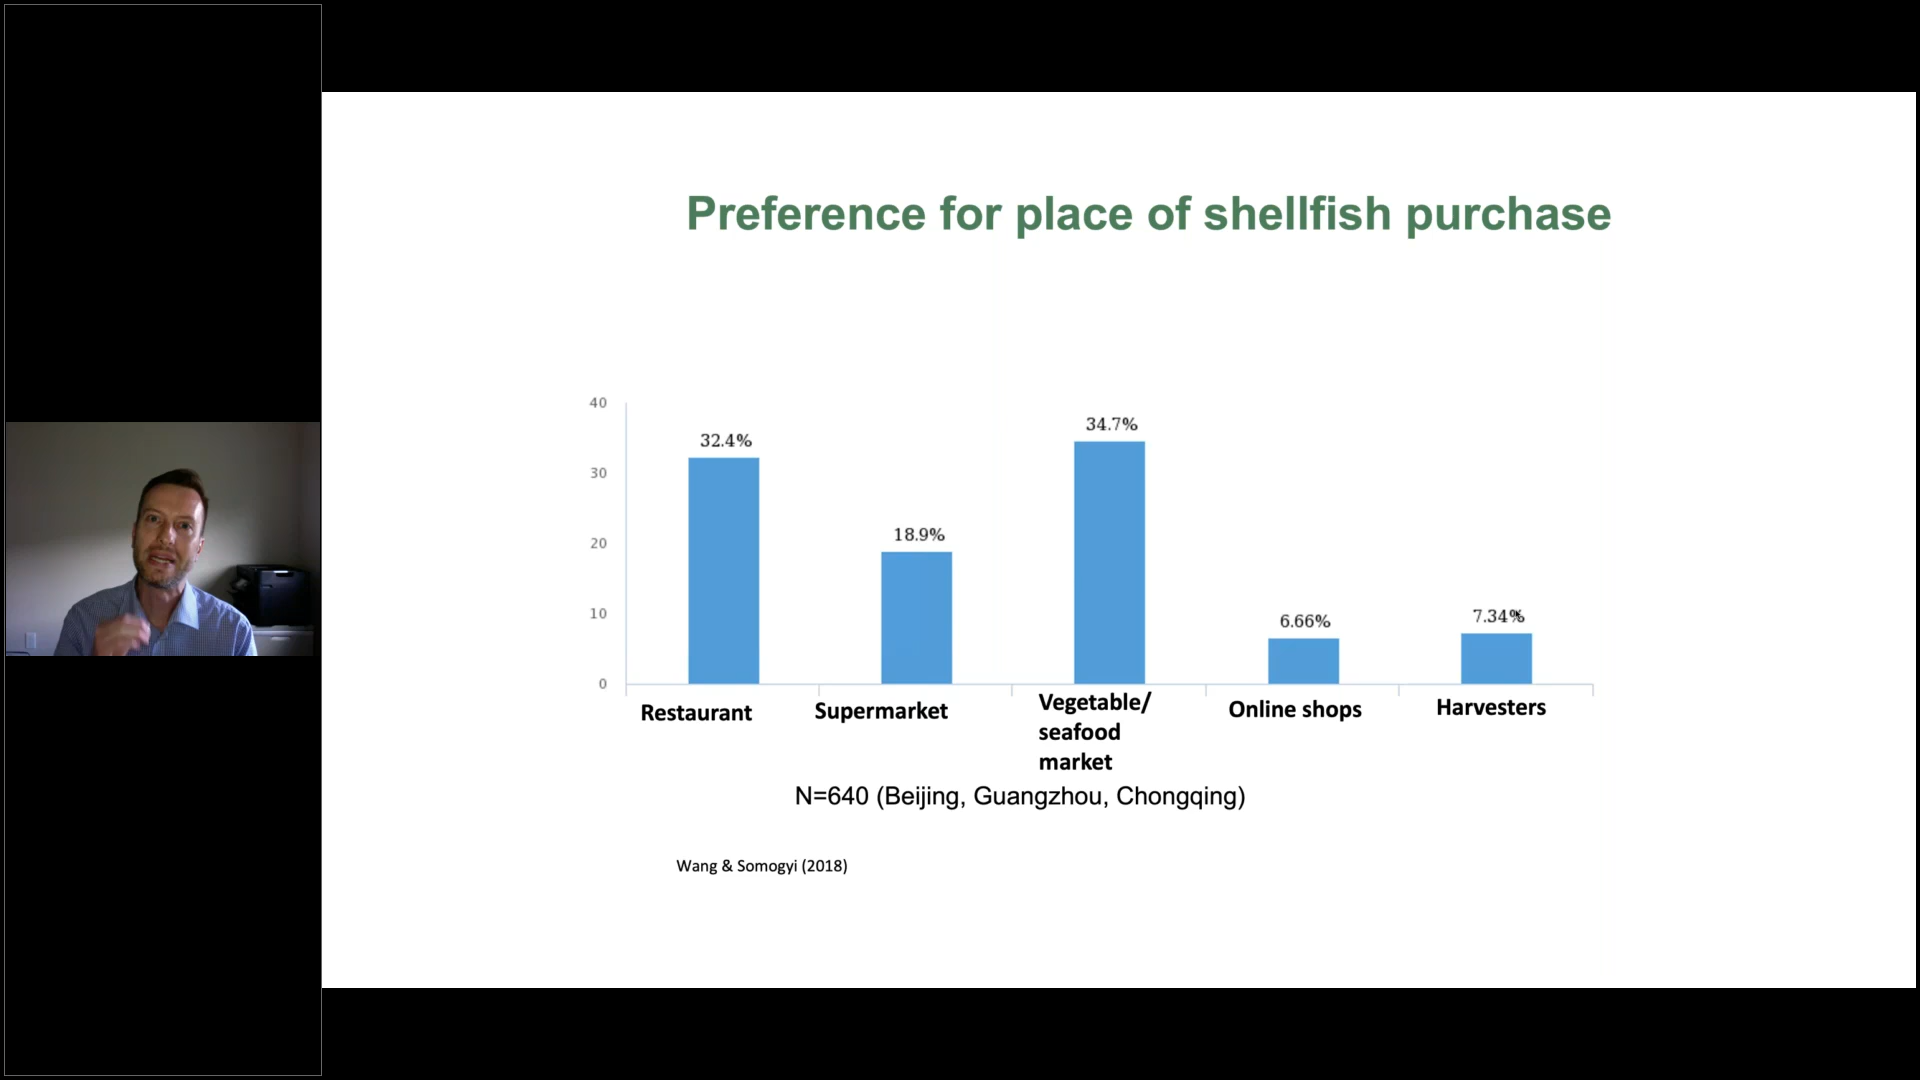 Preference for place of shellfish purchase
40
30
20
10
0
32.4%
18.9%
34.7%
6.66%
7.34%
Restaurant
Supermarket
Vegetable/
seafood
market
Online shops
Harvesters
N=640 (Beijing, Guangzhou, Chongqing)
Wang & Somogyi (2018)